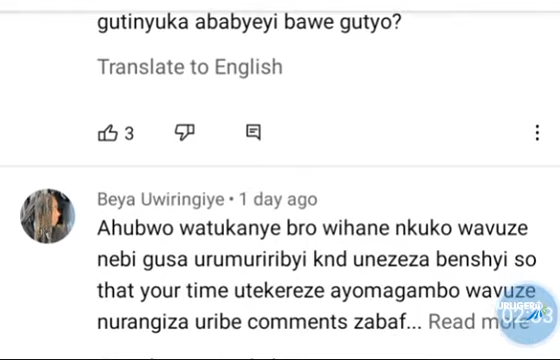 gutinyuka ababyeyi bawe gutyo?
Translate to English
3
Beya Uwiringiye • 1 day ago
Ahubwo watukanye bro wihane nkuko wavuze
nebi gusa urumuriribyi knd unezeza benshyi so
that your time utekereze ayomagambo wavuze
nurangiza uribe comments zabaf... Read more
URUGERO